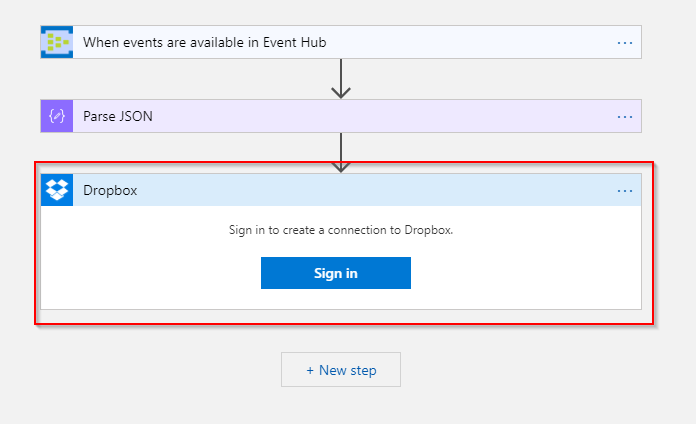 When events are available in Event Hub
Parse JSON
Dropbox
Sign in to create a connection to Dropbox.
Sign in
+ New step